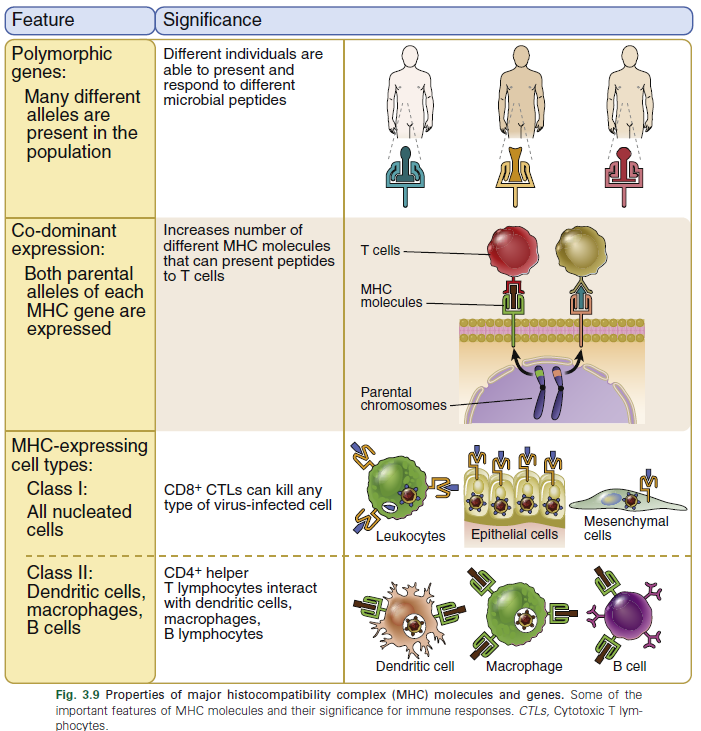 Feature
Significance
Polymorphic
genes:
Many different
alleles are
present in the
population
Different individuals are
able to present and
respond to different
microbial peptides
Co-dominant
expression:
Both parental
alleles of each
MHC gene are
expressed
Increases number of
different MHC molecules
that can present peptides
to T cells
T cells
MHC
molecules
Parental
chromosomes
MHC-expressing
cell types:
Class I:
All nucleated
cells
CD8+ CTLs can kill any
type of virus-infected cell
Leukocytes
Epithelial cells
Mesenchymal
cells
Class II:
Dendritic cells,
macrophages,
B cells
CD4+ helper
T lymphocytes interact
with dendritic cells,
macrophages,
B lymphocytes
Dendritic cell
Macrophage
B cell
Fig. 3.9 Properties of major histocompatibility complex (MHC) molecules and genes. Some of the
important features of MHC molecules and their significance for immune responses. CTLs, Cytotoxic T lym-
phocytes.